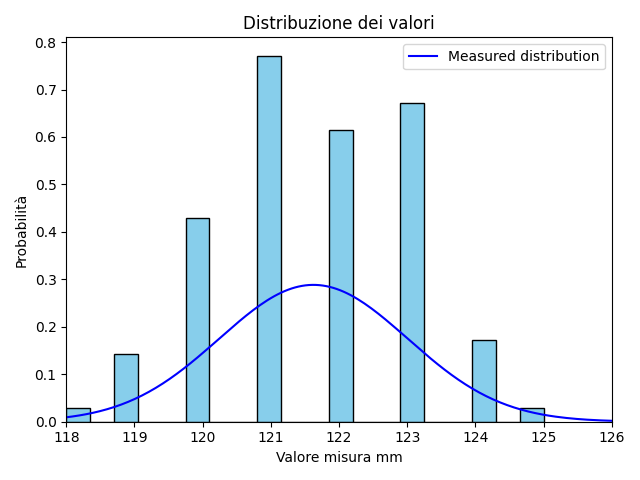 Distribuzione dei valori
Measured distribution
Probabilità
0.8
0.7
0.6
0.5
0.4
0.3
0.2
0.1
0.0
118 119 120 121 122 123 124 125 126
Valore misura mm